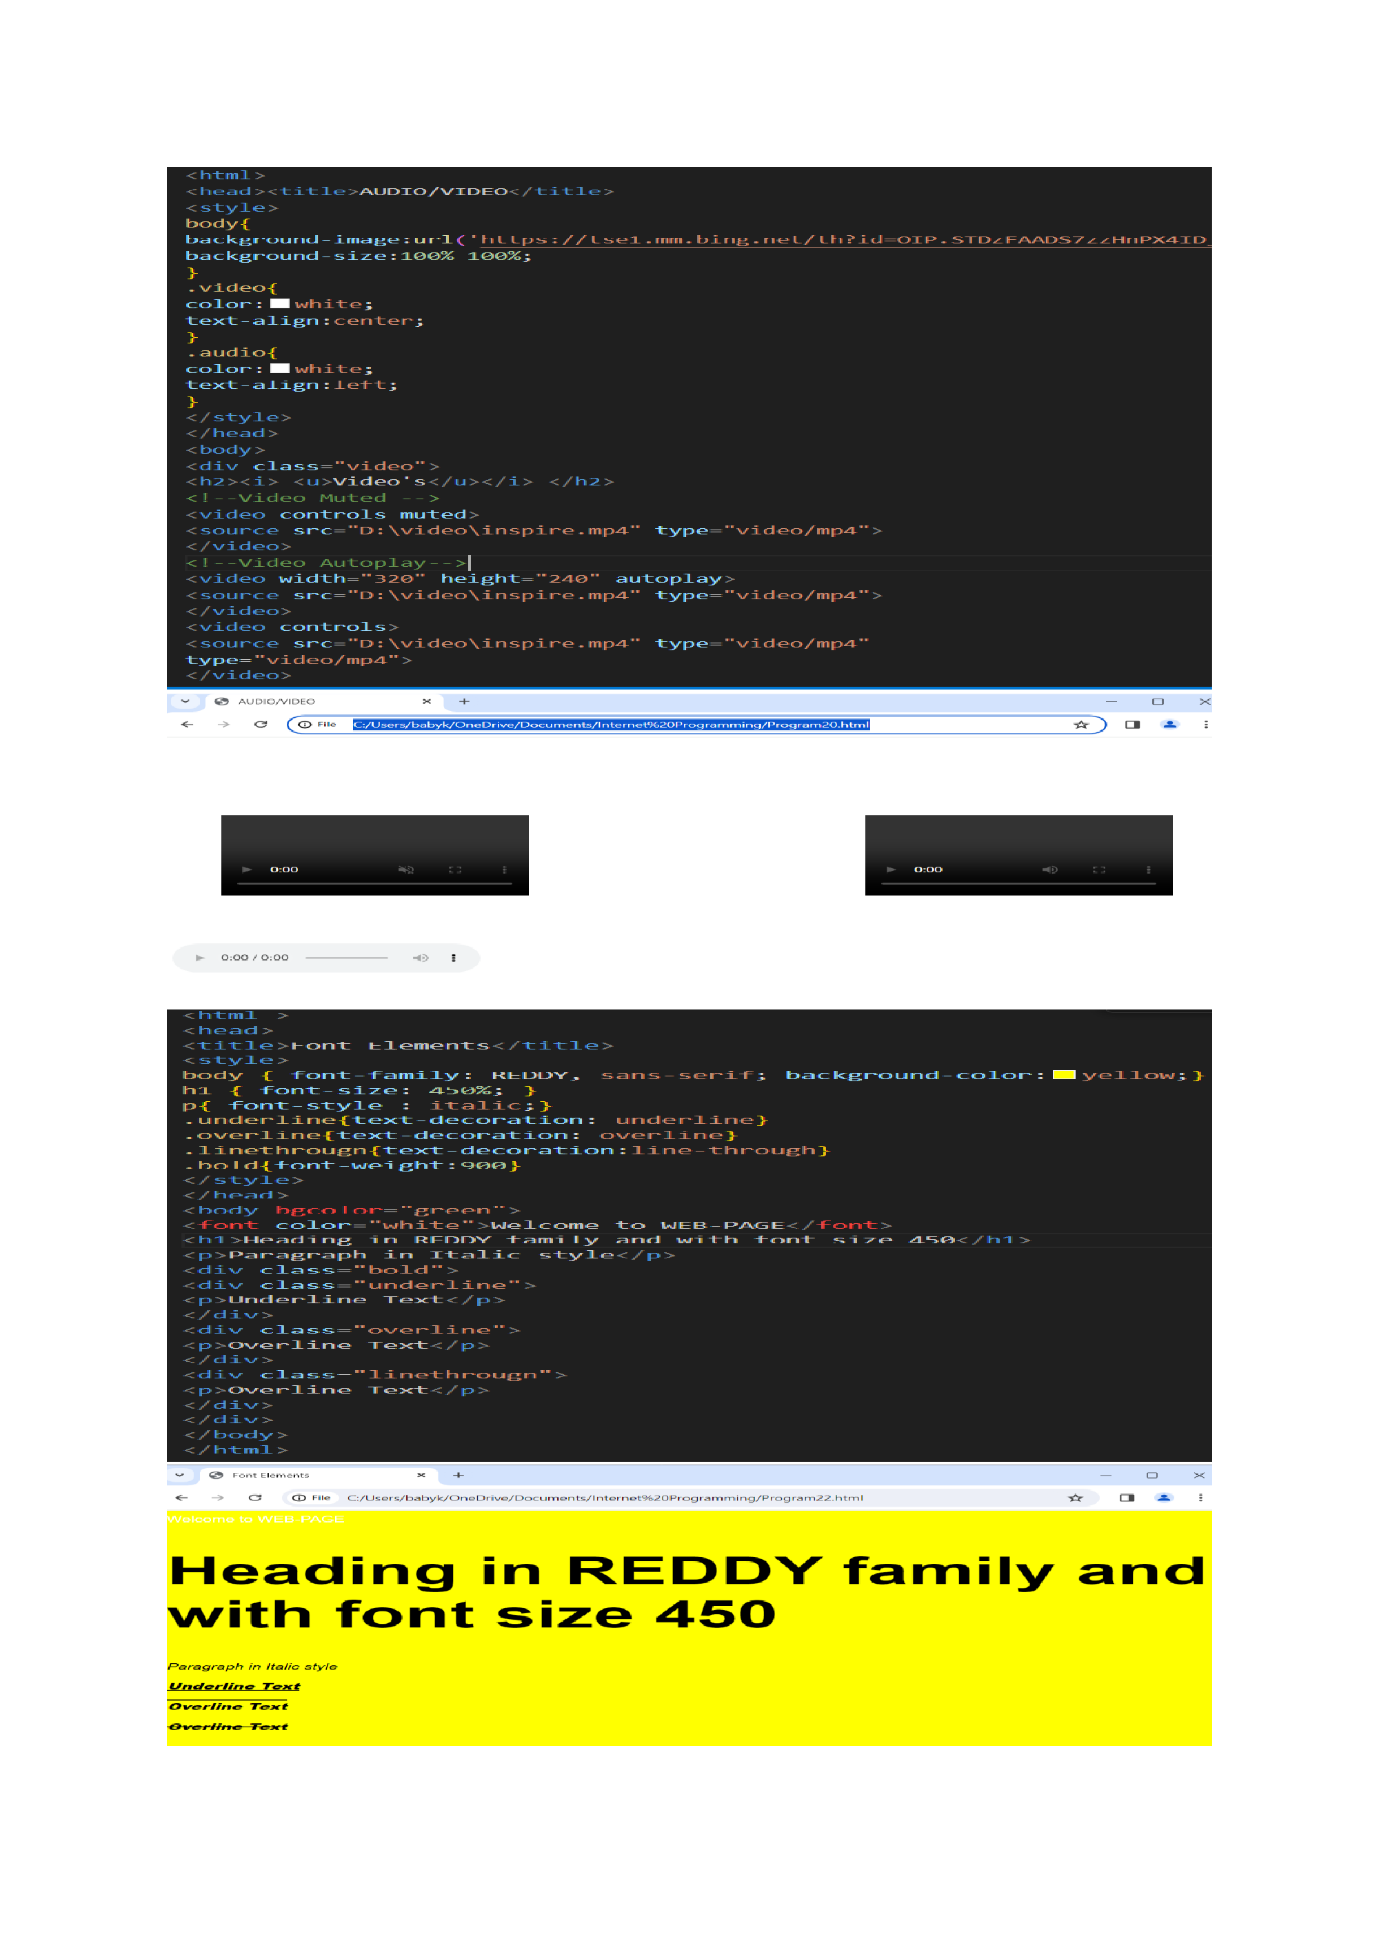 <html>
<head><title>AUDIO/VIDEO</title>
<style>
body{
background-image:url('https://tse1.mm.bing.net/th?id=OIP.
background-size:100% 100%;
}
.video{
color:white;
text-align:center;
}
.audio{
color:white;
text-align:left;
}
</style>
</head>
<body>
<div class="video">
<h2><i> <u>Video's</u></i> </h2>
<!--Video Muted -->
<video controls muted>
<source src="D:\video\inspire.mp4" type="video/mp4">
</video>
<!--Video Autoplay-->
<video width="320" height="240" autoplay>
<source src="D:\video\inspire.mp4" type="video/mp4">
</video>
<video controls>
<source src="D:\video\inspire.mp4" type="video/mp4"
type="video/mp4">
</video>
AUDIO/VIDEO
File C:/Users/babyk/OneDrive/Documents/Internet%20Programming/Program20.html
0:00 0:00
0:00 / 0:00
<html >
<head>
<title>Font Elements</title>
<style>
body { font-family: REDDY, sans-serif; background-color:yellow;}
h1 { font-size: 450%; }
p{ font-style : italic;}
.underline{text-decoration: underline}
.overline{text-decoration: overline}
.linethrougn{text-decoration:line-through}
.bold{font-weight:900}
</style>
</head>
<body bgcolor="green">
<font color="white">Welcome to WEB-PAGE</font>
<h1>Heading in REDDY family and with font size 450</h1>
<p>Paragraph in Italic style</p>
<div class="bold">
<div class="underline">
<p>Underline Text</p>
</div>
<div class="overline">
<p>Overline Text</p>
</div>
<div class="linethrougn">
<p>Overline Text</p>
</div>
</div>
</body>
</html>
Font Elements
File C:/Users/babyk/OneDrive/Documents/Internet%20Programming/Program22.html
Welcome to WEB-PAGE
Heading in REDDY family and
with font size 450
Paragraph in Italic style
Underline Text
Overline Text
Overline Text